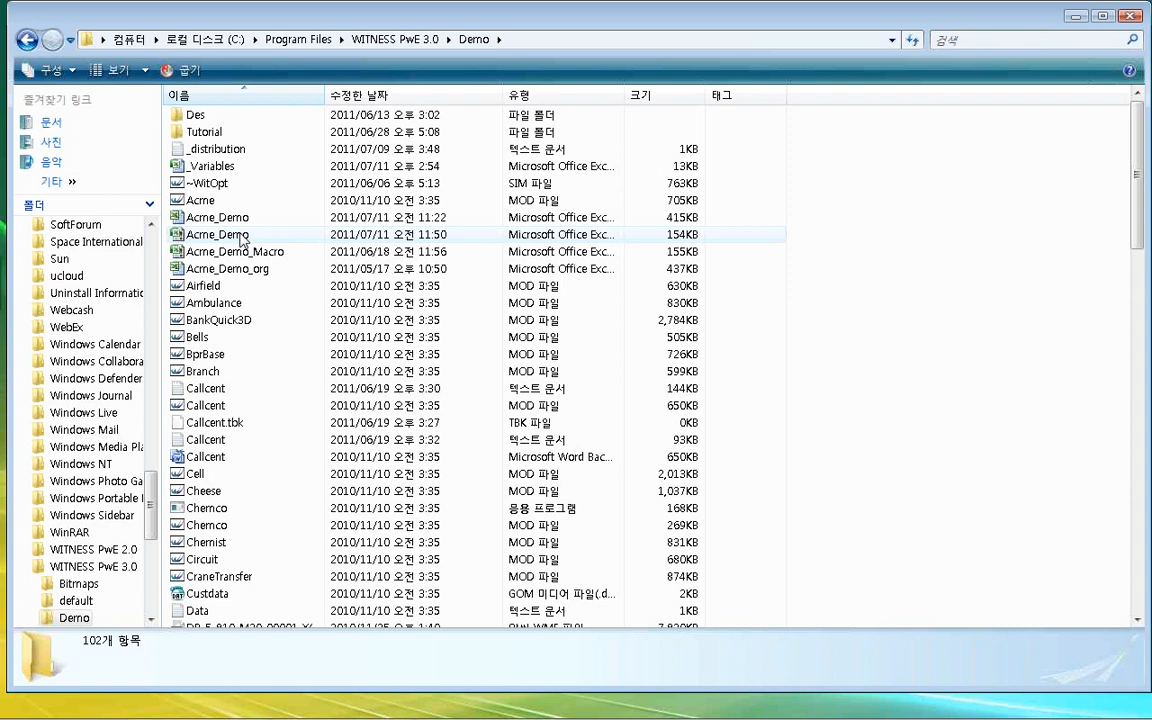 컴퓨터 로컬 디스크 (C:) Program Files WITNESS PwE 3.0 Demo 검색
구성 보기 굽기
즐겨찾기 링크
문서
사진
음악
기타 »
폴더
SoftForum
Space International
Sun
ucloud
Uninstall Informatic
Webcash
WebEx
Windows Calendar
Windows Collabora
Windows Defender
Windows Journal
Windows Live
Windows Mail
Windows Media Pla
Windows NT
Windows Photo Ga
Windows Portable
Windows Sidebar
WinRAR
WITNESS PwE 2.0
WITNESS PwE 3.0
Bitmaps
default
Demo
이름 수정한 날짜 유형 크기 태그
Des 2011/06/13 오후 3:02 파일 폴더
Tutorial 2011/06/28 오후 5:08 파일 폴더
_distribution 2011/07/09 오후 3:48 텍스트 문서 1KB
_Variables 2011/07/11 오후 2:54 Microsoft Office Exc... 13KB
~WitOpt 2011/06/06 오후 5:13 SIM 파일 763KB
Acme 2010/11/10 오전 3:35 MOD 파일 705KB
Acme_Demo 2011/07/11 오전 11:22 Microsoft Office Exc... 415KB
Acme_Demo 2011/07/11 오전 11:50 Microsoft Office Exc... 154KB
Acme_Demo_Macro 2011/06/18 오전 11:56 Microsoft Office Exc... 155KB
Acme_Demo_org 2011/05/17 오후 10:50 Microsoft Office Exc... 437KB
Airfield 2010/11/10 오전 3:35 MOD 파일 630KB
Ambulance 2010/11/10 오전 3:35 MOD 파일 830KB
BankQuick3D 2010/11/10 오전 3:35 MOD 파일 2,784KB
Bells 2010/11/10 오전 3:35 MOD 파일 505KB
BprBase 2010/11/10 오전 3:35 MOD 파일 726KB
Branch 2010/11/10 오전 3:35 MOD 파일 599KB
Callcent 2011/06/19 오후 3:30 텍스트 문서 144KB
Callcent 2010/11/10 오전 3:35 MOD 파일 650KB
Callcent.tbk 2011/06/19 오후 3:27 TBK 파일 0KB
Callcent 2011/06/19 오후 3:32 텍스트 문서 93KB
Callcent 2010/11/10 오전 3:35 Microsoft Word Bac... 650KB
Cell 2010/11/10 오전 3:35 MOD 파일 2,013KB
Cheese 2010/11/10 오전 3:35 MOD 파일 1,037KB
Chemco 2010/11/10 오전 3:35 응용 프로그램 168KB
Chemco 2010/11/10 오전 3:35 MOD 파일 269KB
Chemist 2010/11/10 오전 3:35 MOD 파일 831KB
Circuit 2010/11/10 오전 3:35 MOD 파일 680KB
CraneTransfer 2010/11/10 오전 3:35 MOD 파일 874KB
Custdata 2010/11/10 오전 3:35 GOM 미디어 파일(.d... 2KB
Data 2010/11/10 오전 3:35 텍스트 문서 1KB
102개 항목